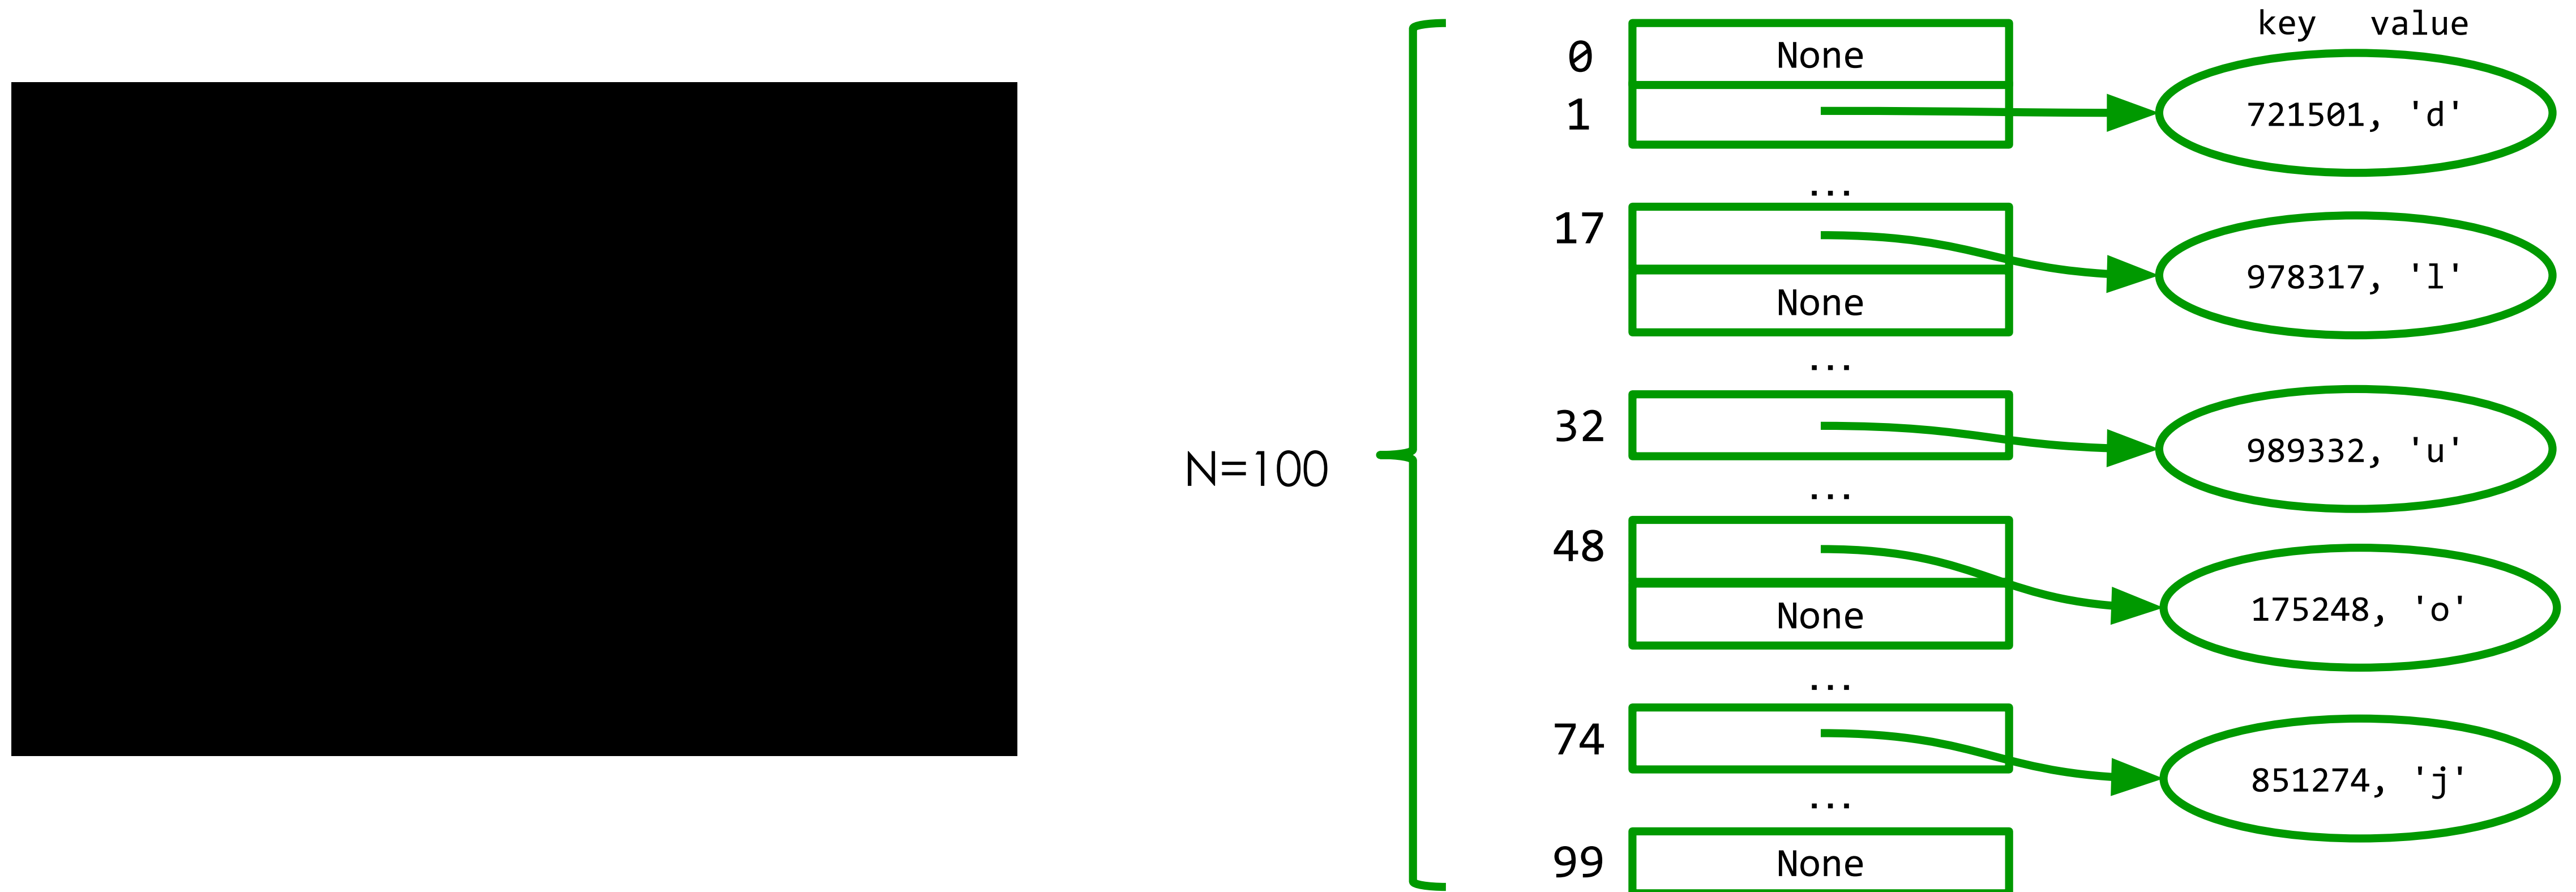 key value
0 None
1 721501, 'd'
...
17 978317, 'l'
None
...
32 989332, 'u'
N=100
...
48 175248, 'o'
None
...
74 851274, 'j'
...
99 None